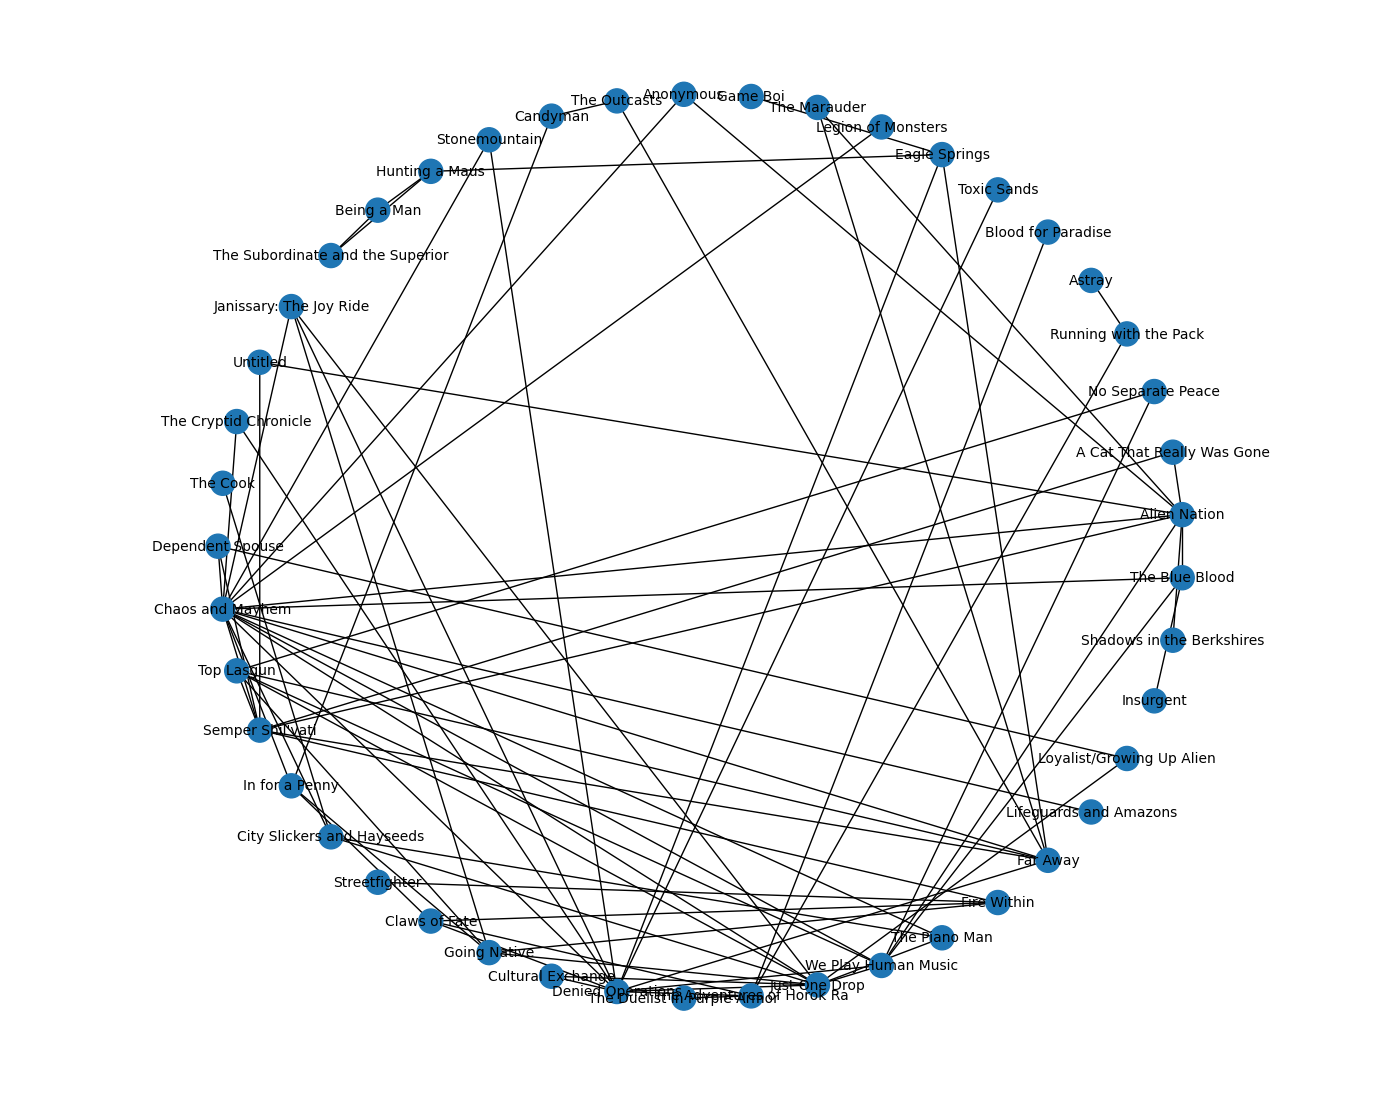 The Outcasts
Anonymous
Game Boi
The Marauder
Candyman
Legion of Monsters
Stonemountain
Eagle Springs
Hunting a Maus
Toxic Sands
Being a Man
Blood for Paradise
The Subordinate and the Superior
Astray
Janissary: The Joy Ride
Running with the Pack
Untitled
No Separate Peace
The Cryptid Chronicle
A Cat That Really Was Gone
The Cook
Alien Nation
Dependent Spouse
The Blue Blood
Chaos and Mayhem
Shadows in the Berkshires
Top Lasgun
Insurgent
Semper Shil'vati
Loyalist/Growing Up Alien
In for a Penny
Lifeguards and Amazons
City Slickers and Hayseeds
Far Away
Streetfighter
Fire Within
Claws of Fate
The Piano Man
Going Native
We Play Human Music
Cultural Exchange
Just One Drop
Denied Operations
The Duelist in Purple Armor
The Adventures of Horok Ra